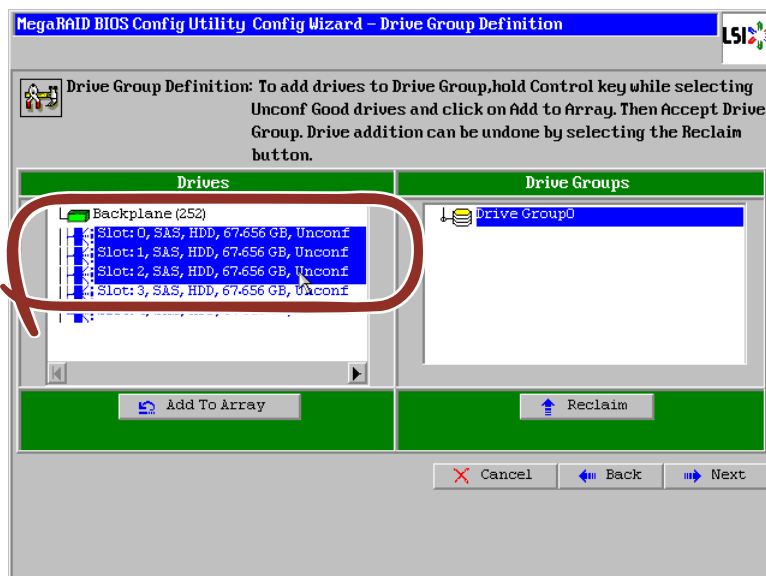 MegaRAID BIOS Config Utility Config Wizard – Drive Group Definition
LSI
Drive Group Definition: To add drives to Drive Group,hold Control key while selecting
Unconf Good drives and click on Add to Array. Then Accept Drive
Group. Drive addition can be undone by selecting the Reclaim
button.
Drives
Drive Groups
Backplane (252)
Slot: 0, SAS, HDD, 67.656 GB, Unconf
Slot: 1, SAS, HDD, 67.656 GB, Unconf
Slot: 2, SAS, HDD, 67.656 GB, Unconf
Slot: 3, SAS, HDD, 67.656 GB, Unconf
Drive Group0
Add To Array
Reclaim
Cancel
Back
Next